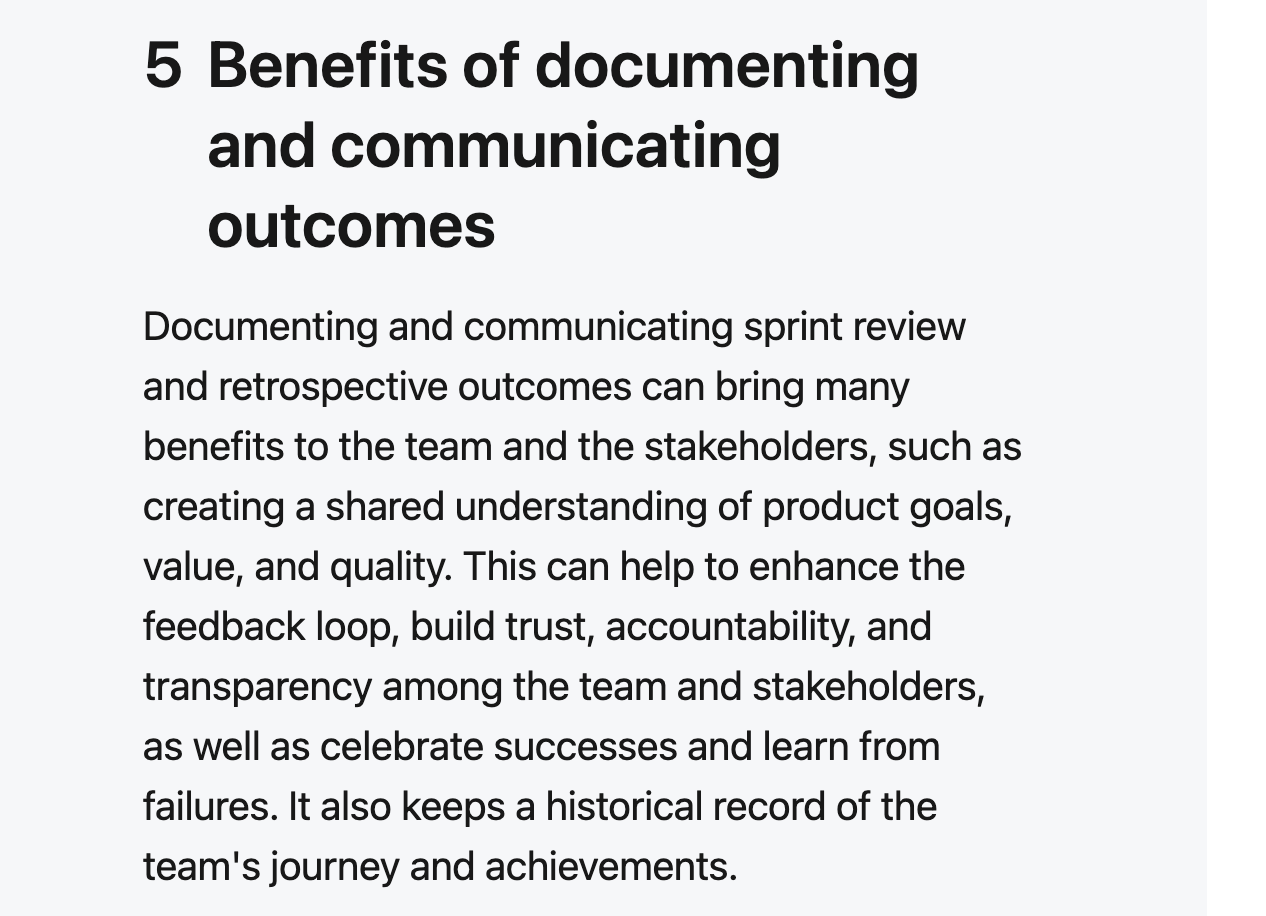 5 Benefits of documenting
and communicating
outcomes
Documenting and communicating sprint review
and retrospective outcomes can bring many
benefits to the team and the stakeholders, such as
creating a shared understanding of product goals,
value, and quality. This can help to enhance the
feedback loop, build trust, accountability, and
transparency among the team and stakeholders,
as well as celebrate successes and learn from
failures. It also keeps a historical record of the
team's journey and achievements.